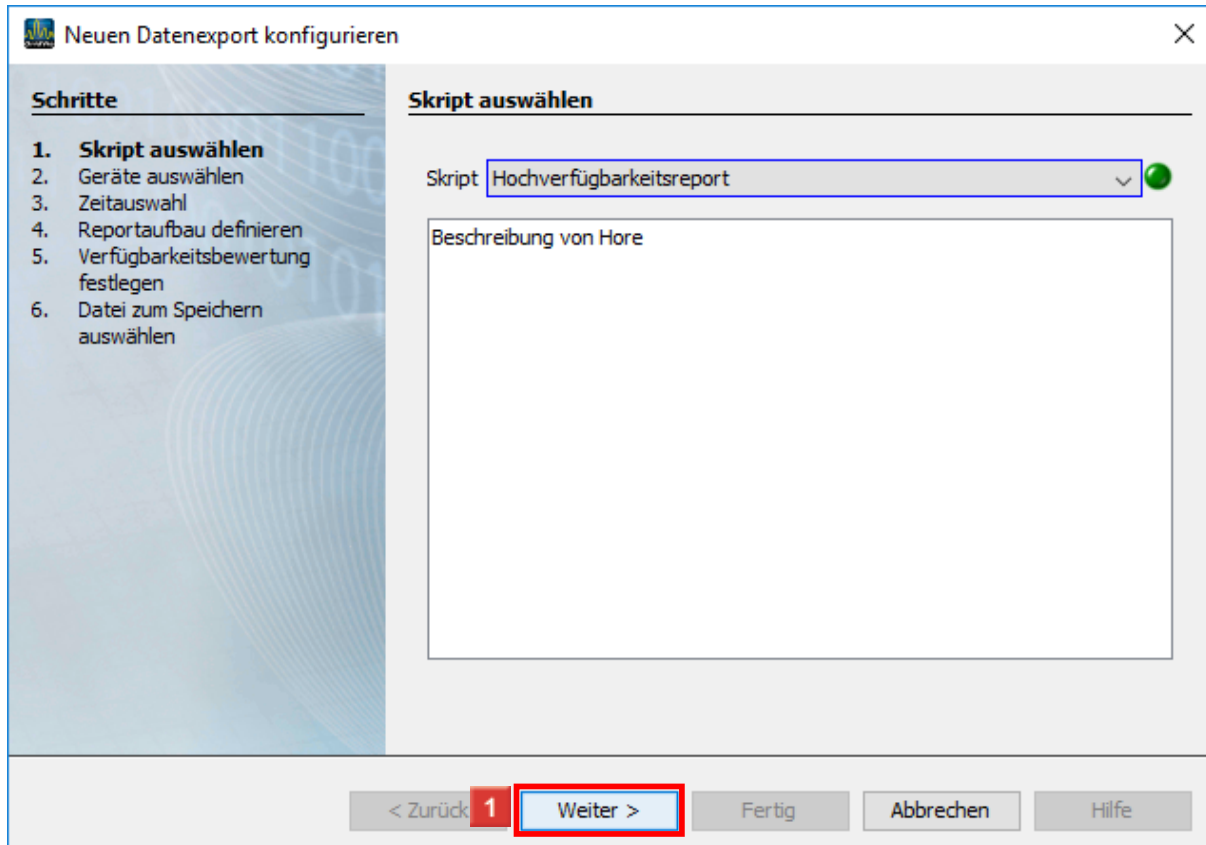 Neuen Datenexport konfigurieren
Schritte
1. Skript auswählen
2. Geräte auswählen
3. Zeitauswahl
4. Reportaufbau definieren
5. Verfügbarkeitsbewertung
festlegen
6. Datei zum Speichern
auswählen
Skript auswählen
Skript Hochverfügbarkeitsreport
Beschreibung von Hore
< Zurück 1 Weiter > Fertig Abbrechen Hilfe